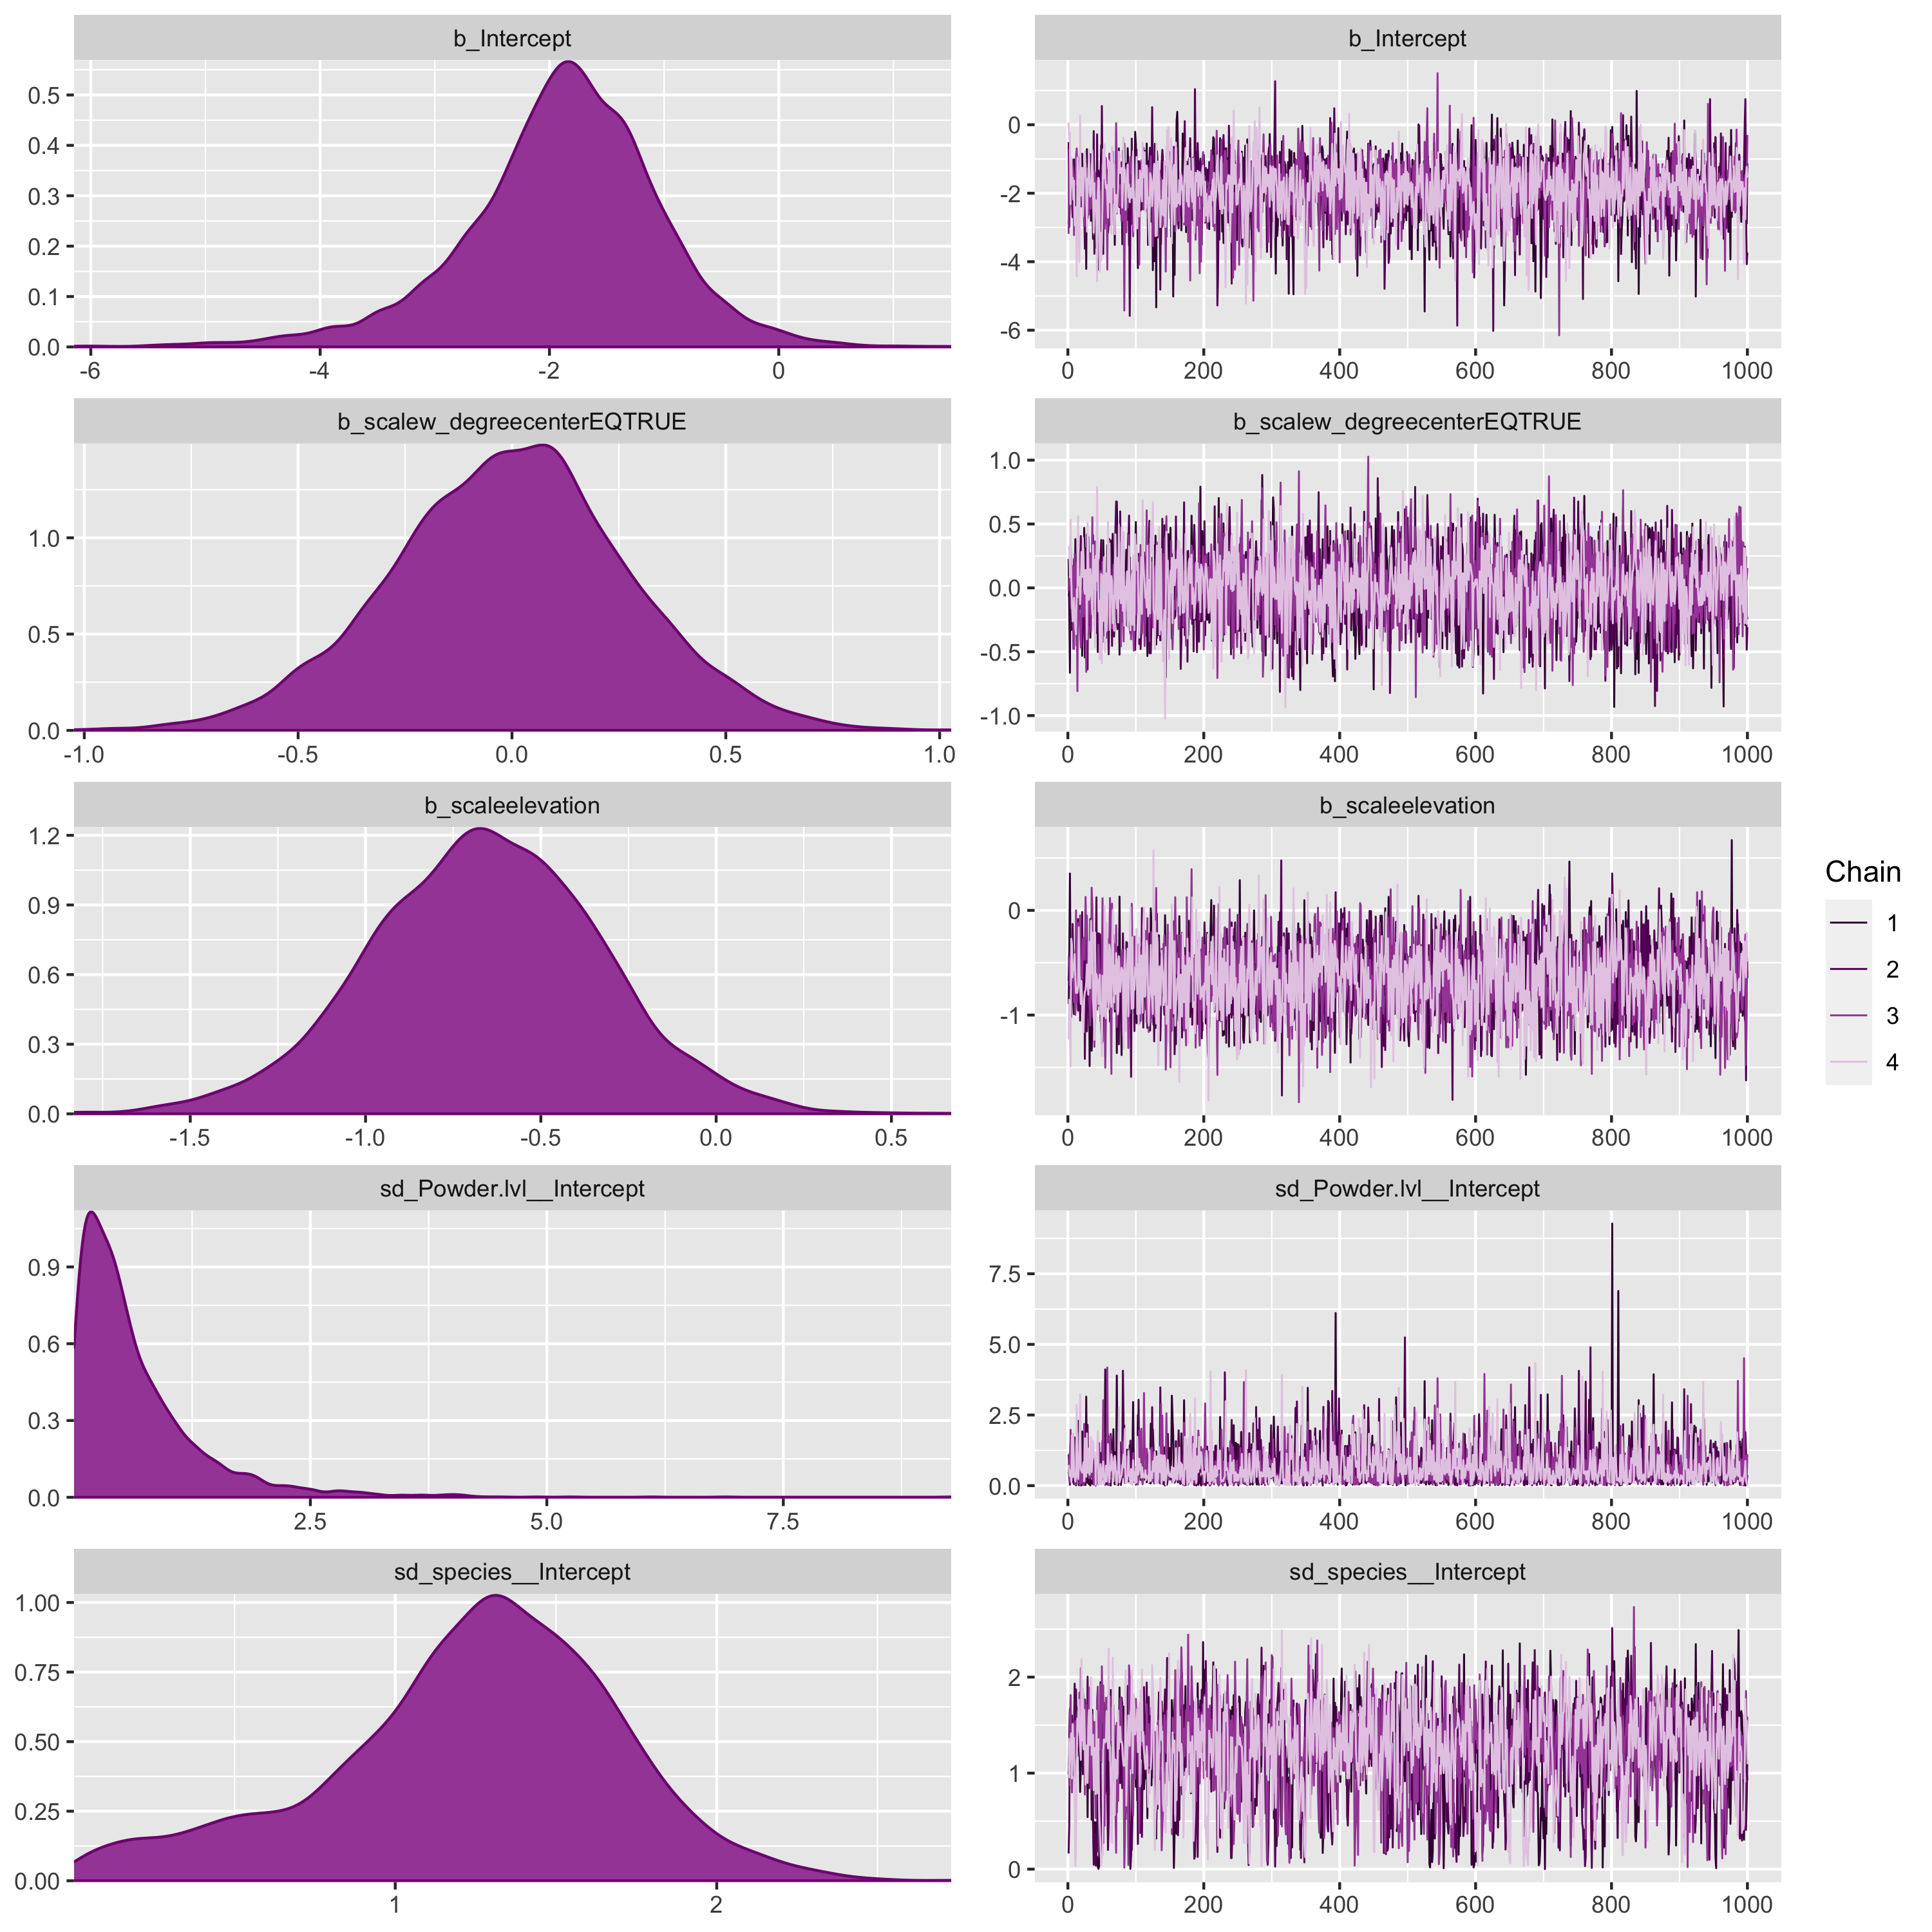 b_Intercept
b_Intercept
0.5
0.4
0.3
0.2
0.1
0.0
-6 -4 -2 0
0
-2
-4
-6
0 200 400 600 800 1000
b_scalew_degreecenterEQTRUE
b_scalew_degreecenterEQTRUE
1.0
0.5
0.0
-1.0 -0.5 0.0 0.5 1.0
1.0
0.5
0.0
-0.5
-1.0
0 200 400 600 800 1000
b_scaleelevation
b_scaleelevation
1.2
0.9
0.6
0.3
0.0
-1.5 -1.0 -0.5 0.0 0.5
0
-1
0 200 400 600 800 1000
Chain
1
2
3
4
sd_Powder.lvl__Intercept
sd_Powder.lvl__Intercept
0.9
0.6
0.3
0.0
2.5 5.0 7.5
7.5
5.0
2.5
0.0
0 200 400 600 800 1000
sd_species__Intercept
sd_species__Intercept
1.00
0.75
0.50
0.25
0.00
1 2
2
1
0
0 200 400 600 800 1000